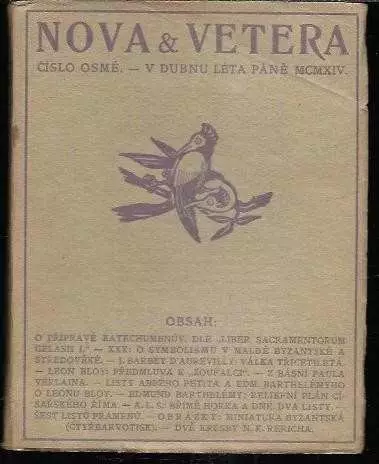 NOVA & VETERA
ČÍSLO OSMÉ. — V DUBNU LÉTA PÁNĚ MCMXIV.
OBSAH:
O PŘÍPRAVĚ KATECHUMENŮV, DLE „LIBER SACRAMENTORUM
GELASII I." — XXX: O SYMBOLISMU V MALBĚ BYZANTSKÉ A
STŘEDOVĚKÉ. — J. BARBEY D'AUREVILLY: VÁLKA TŘICETILETÁ.
— LEON BLOY: PŘEDMLUVA K „ZOUFALCI". — Z BÁSNÍ PAULA
VERLAINA. — LISTY ABBÉHO PETITA A EDM. BARTHÉLEMYHO
O LEONU BLOY. — EDMUND BARTHÉLEMY: RELIEFNÍ PLÁN CÍ-
SAŘSKÉHO ŘÍMA. — A. L. S.: BŘÍMĚ HORKA A DNE, DVA LISTY. —
ŠEST LISTŮ PRAMENŮ. — OBRÁZKY: MINIATURA BYZANTSKÁ
(ČTYŘBARVOTISK). — DVĚ KRESBY N. K. RERICHA.